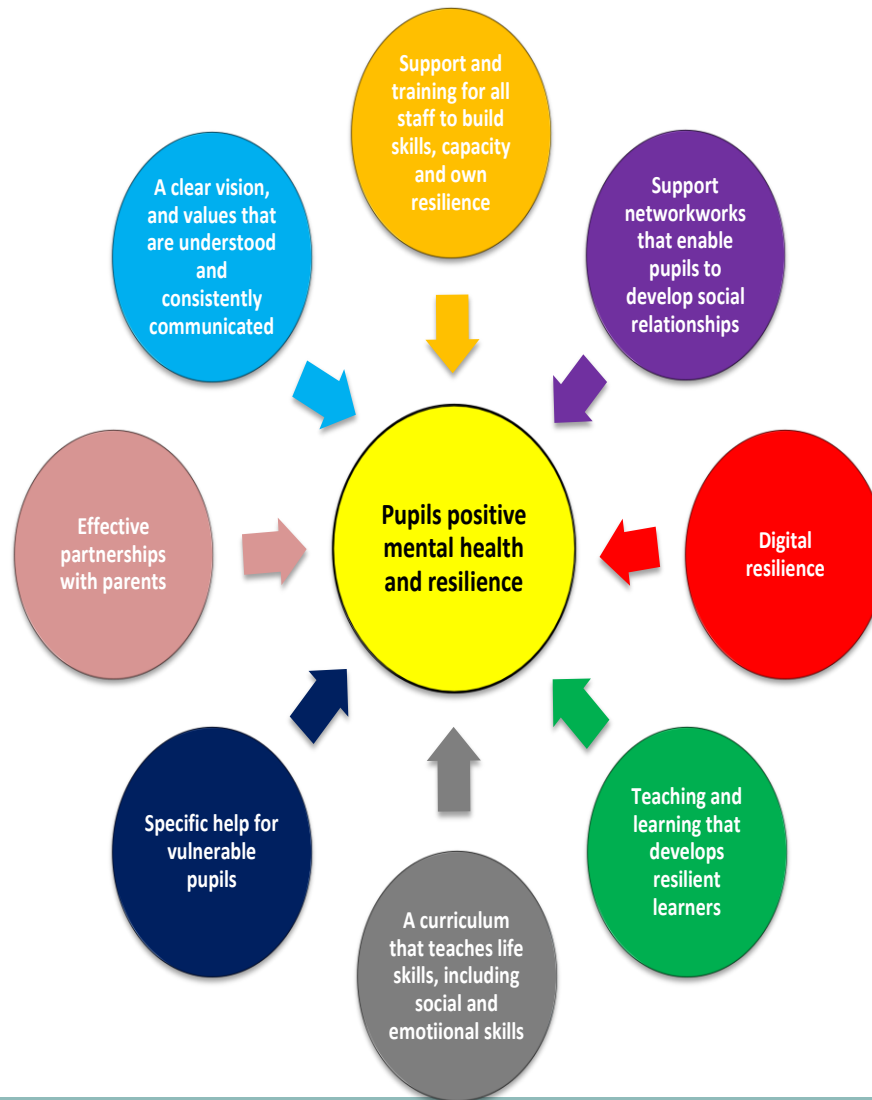 Support and
training for all
staff to build
skills, capacity
and own
resilience
Support
networkworks
that enable
pupils to
develop social
relationships
Digital
resilience
Teaching and
learning that
develops
resilient
learners
A curriculum
that teaches life
skills, including
social and
emotiional skills
Specific help for
vulnerable
pupils
Effective
partnerships
with parents
A clear vision,
and values that
are understood
and
consistently
communicated
Pupils positive
mental health
and resilience